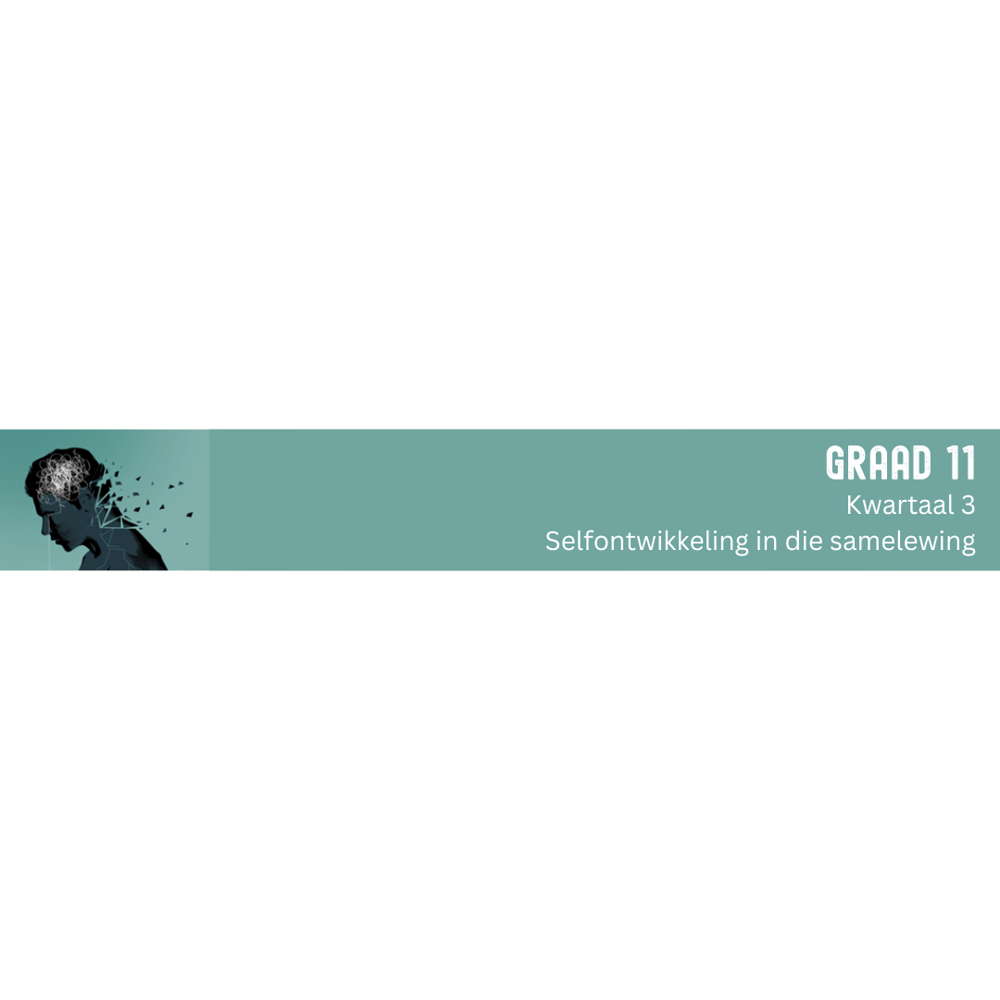 GRAAD 11
Kwartaal 3
Selfontwikkeling in die samelewing